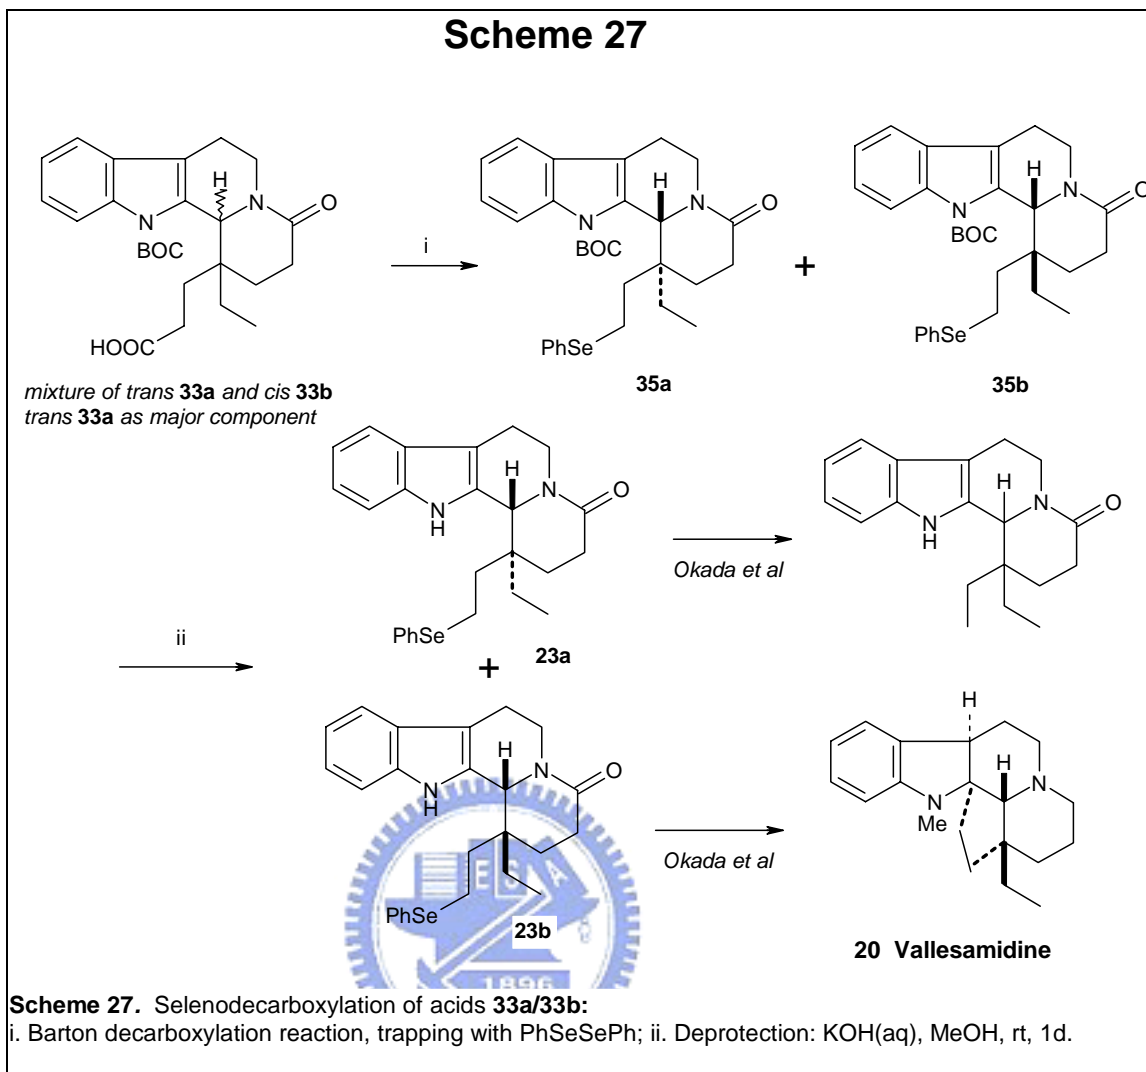 Scheme 27
H
N
N
O
BOC
HOOC
i
H
N
N
O
BOC
PhSe
35a
+
H
N
N
O
BOC
PhSe
35b
mixture of trans 33a and cis 33b
trans 33a as major component
H
N
N
H
O
PhSe
23a
Okada et al
H
N
N
H
O
ii
+
H
N
N
H
O
PhSe
23b
Okada et al
H
H
N
N
Me
20 Vallesamidine
E S A
1896
Scheme 27. Selenodecarboxylation of acids 33a/33b:
i. Barton decarboxylation reaction, trapping with PhSeSePh; ii. Deprotection: KOH(aq), MeOH, rt, 1d.